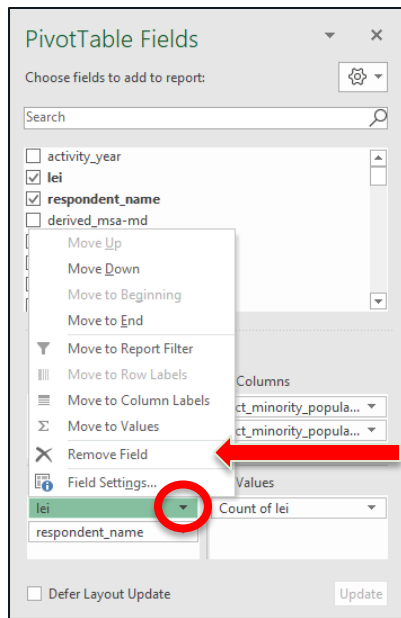 PivotTable Fields
Choose fields to add to report:
Search
activity_year
lei
respondent_name
derived_msa-md
Move Up
Move Down
Move to Beginning
Move to End
Move to Report Filter
Move to Row Labels
Move to Column Labels
Move to Values
Remove Field
Field Settings...
Columns
ct_minority_popula...
ct_minority_popula...
Values
lei
Count of lei
respondent_name
Defer Layout Update
Update